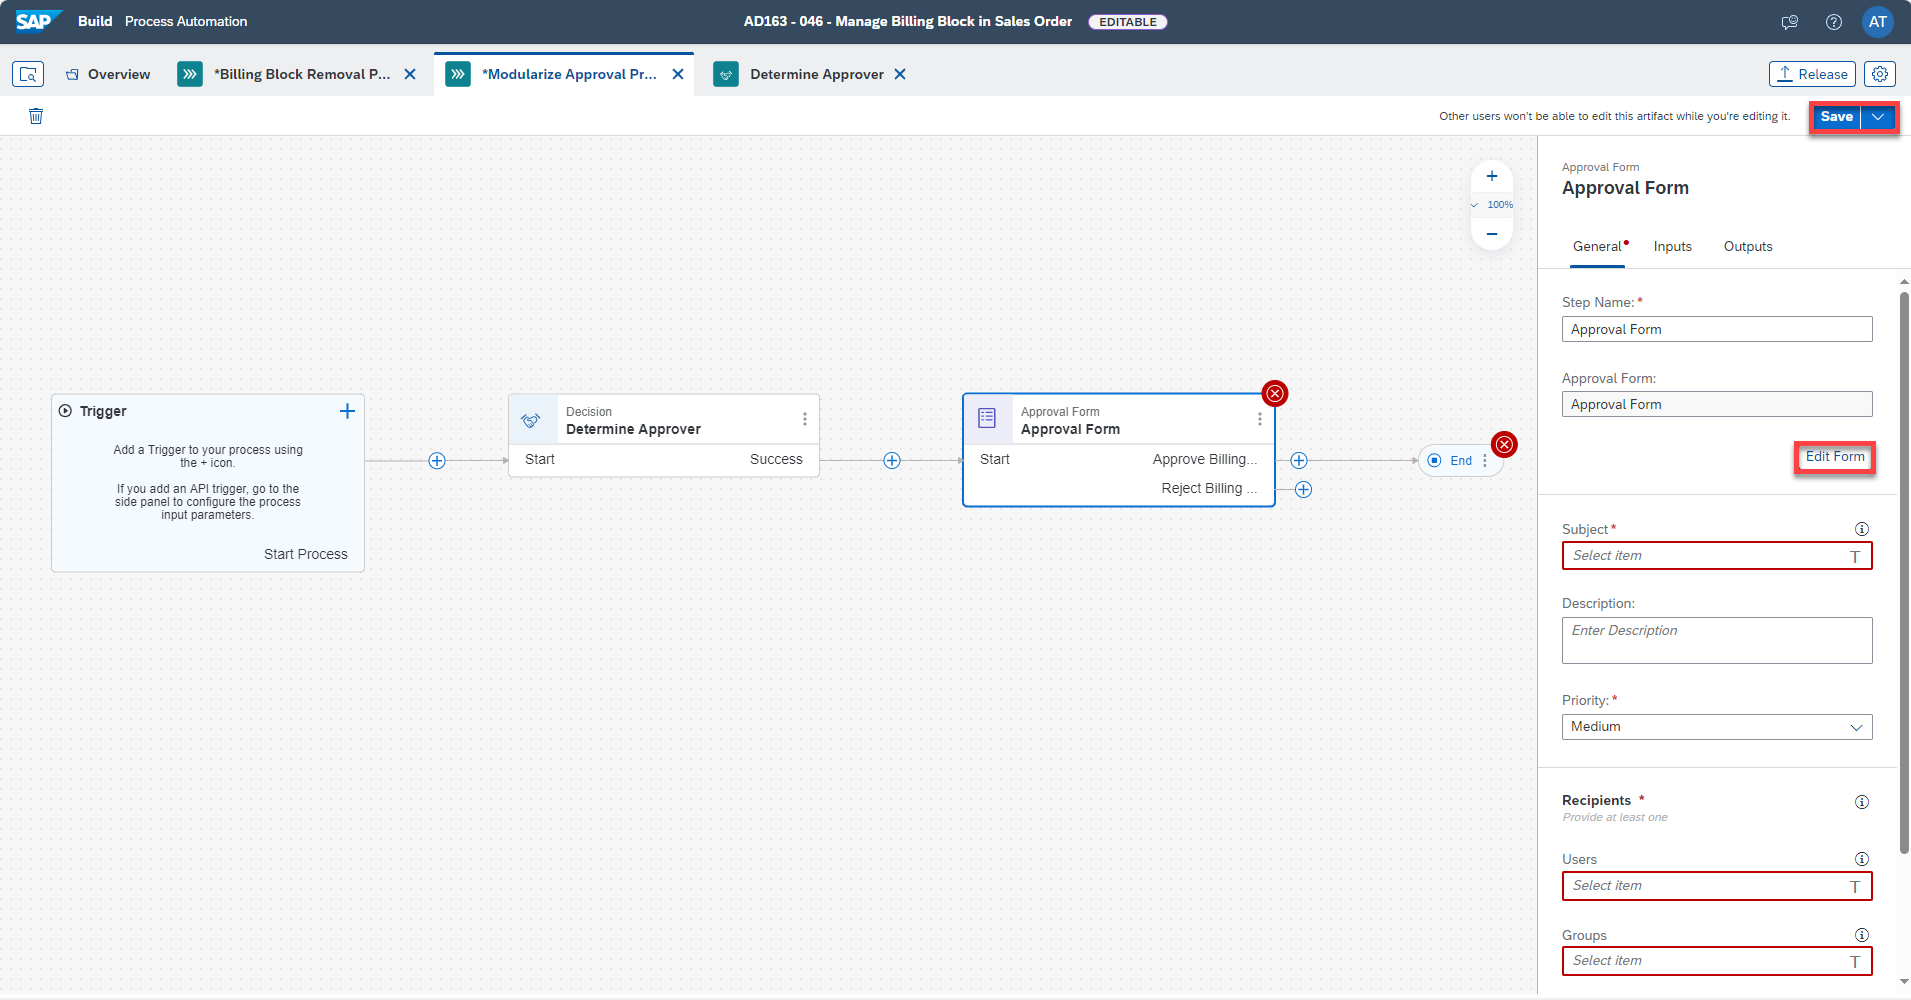 SAP Build Process Automation
AD163 - 046 - Manage Billing Block in Sales Order EDITABLE
AT
Overview
*Billing Block Removal P...
*Modularize Approval Pr...
Determine Approver
Release
Other users won't be able to edit this artifact while you're editing it.
Save
100%
Trigger
Add a Trigger to your process using
the + icon.
If you add an API trigger, go to the
side panel to configure the process
input parameters.
Start Process
Decision
Determine Approver
Start Success
Approval Form
Approval Form
Start Approve Billing...
Reject Billing ...
End
Approval Form
Approval Form
General Inputs Outputs
Step Name: *
Approval Form
Approval Form:
Approval Form
Edit Form
Subject *
Select item T
Description:
Enter Description
Priority: *
Medium
Recipients *
Provide at least one
Users
Select item T
Groups
Select item T